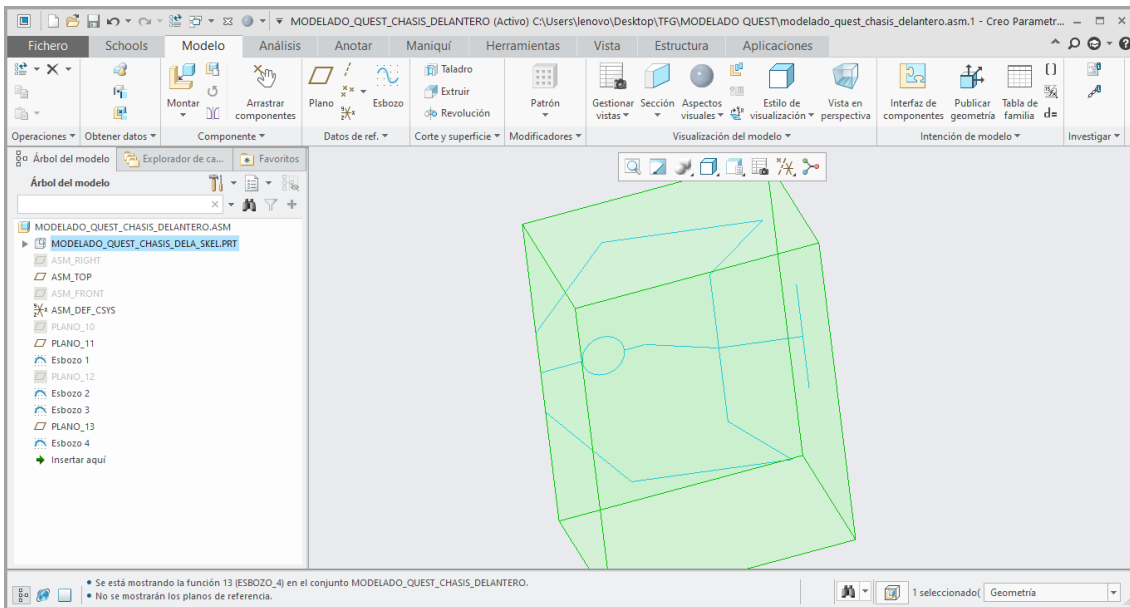 MODELADO_QUEST_CHASIS_DELANTERO (Activo) C:\Users\lenovo\Desktop\TFG\MODELADO QUEST\modelado_quest_chasis_delantero.asm.1 - Creo Parametr...
Fichero Schools Modelo Análisis Anotar Maniquí Herramientas Vista Estructura Aplicaciones
Montar Arrastrar componentes Plano Esbozo Taladro Extruir Revolución Patrón Gestionar vistas Sección Aspectos visuales Estilo de visualización Vista en perspectiva Interfaz de componentes Publicar geometría Tabla de familia d=
Operaciones Obtener datos Componente Datos de ref. Corte y superficie Modificadores Visualización del modelo Intención de modelo Investigar
Árbol del modelo Explorador de ca... Favoritos
Árbol del modelo
MODELADO_QUEST_CHASIS_DELANTERO.ASM
MODELADO_QUEST_CHASIS_DELA_SKEL.PRT
ASM_RIGHT
ASM_TOP
ASM_FRONT
ASM_DEF_CSYS
PLANO_10
PLANO_11
Esbozo 1
PLANO_12
Esbozo 2
Esbozo 3
PLANO_13
Esbozo 4
Insertar aquí
• Se está mostrando la función 13 (ESBOZO_4) en el conjunto MODELADO_QUEST_CHASIS_DELANTERO.
• No se mostrarán los planos de referencia.
1 seleccionado( Geometría